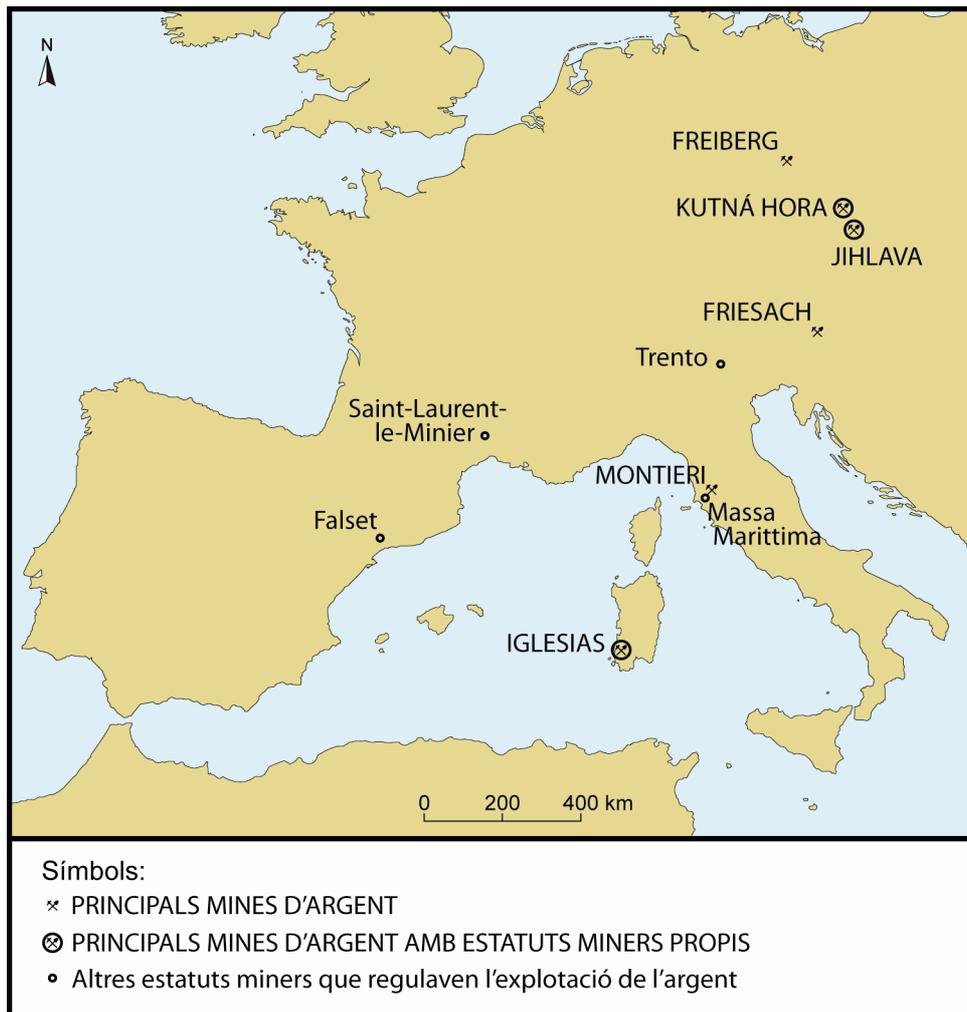 N
FREIBERG
KUTNÁ HORA
JIHLAVA
FRIESACH
Trento
Saint-Laurent-
le-Minier
MONTIERI
Massa
Marittima
Falset
IGLESIAS
0 200 400 km
Símbols:
PRINCIPALS MINES D’ARGENT
PRINCIPALS MINES D’ARGENT AMB ESTATUTS MINERS PROPIS
Altres estatuts miners que regulaven l’explotació de l’argent